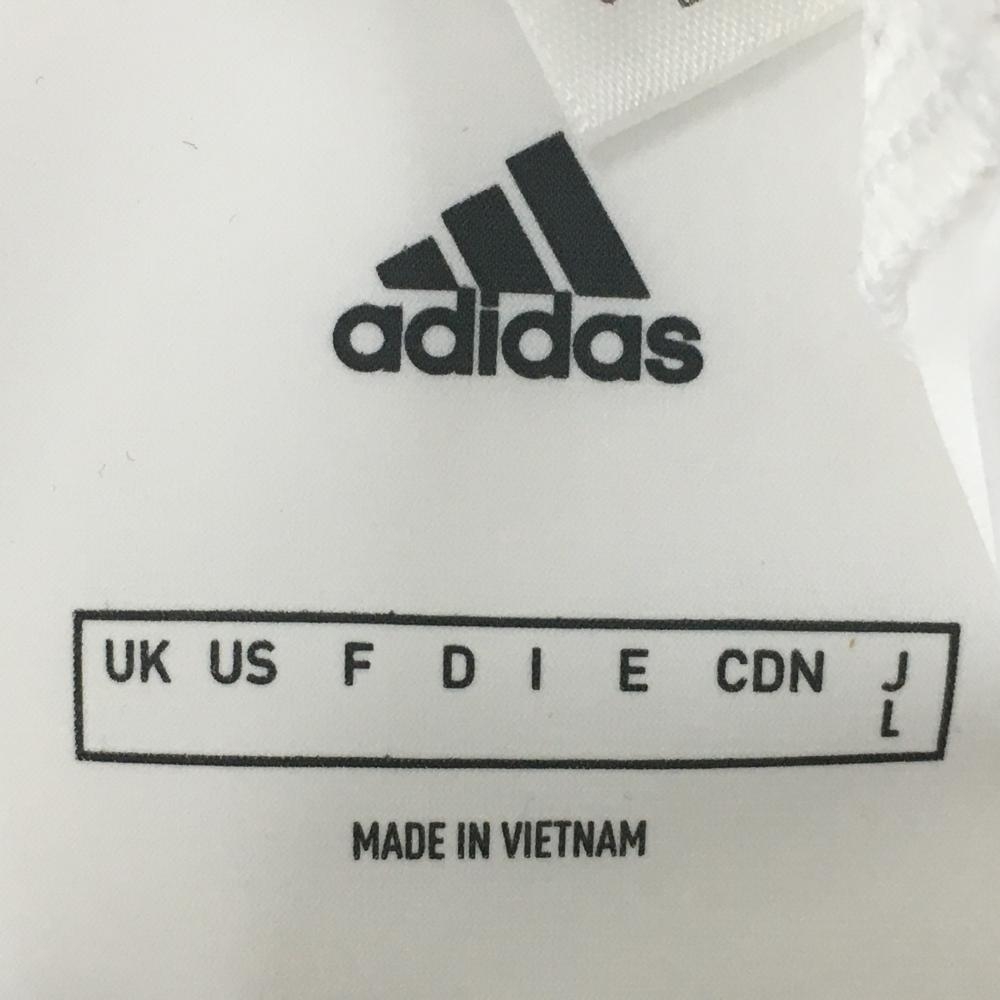 adidas
UK US F D I E CDN J
L
MADE IN VIETNAM